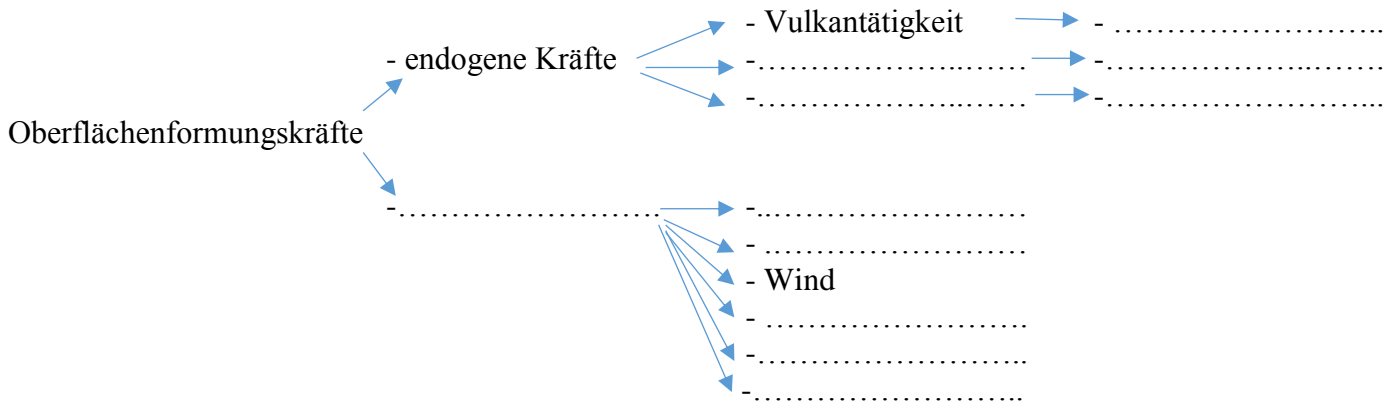 - Vulkantätigkeit - ……………………..
- endogene Kräfte -…………………..…… -…………………..……..
-…………………..…… -……………………...
Oberflächenformungskräfte
-……………………. -..……………………
- ……………………
- Wind
- …………………….
-……………………..
-……………………..